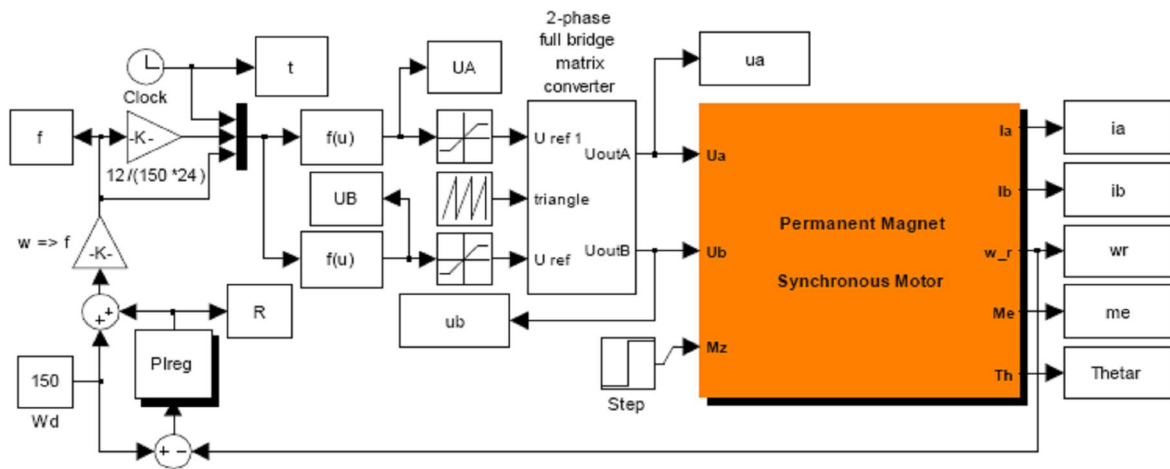 2-phase
full bridge
matrix
converter
t
UA
ua
Clock
f
-K-
f(u)
U ref 1
UoutA
Ua
Ia
ia
12/(150 *24)
UB
triangle
Ib
ib
Permanent Magnet
w => f
-K-
f(u)
U ref
UoutB
Ub
w_r
wr
Synchronous Motor
+
+
R
ub
Me
me
PIreg
Mz
150
Step
Th
Thetar
Wd
+ −